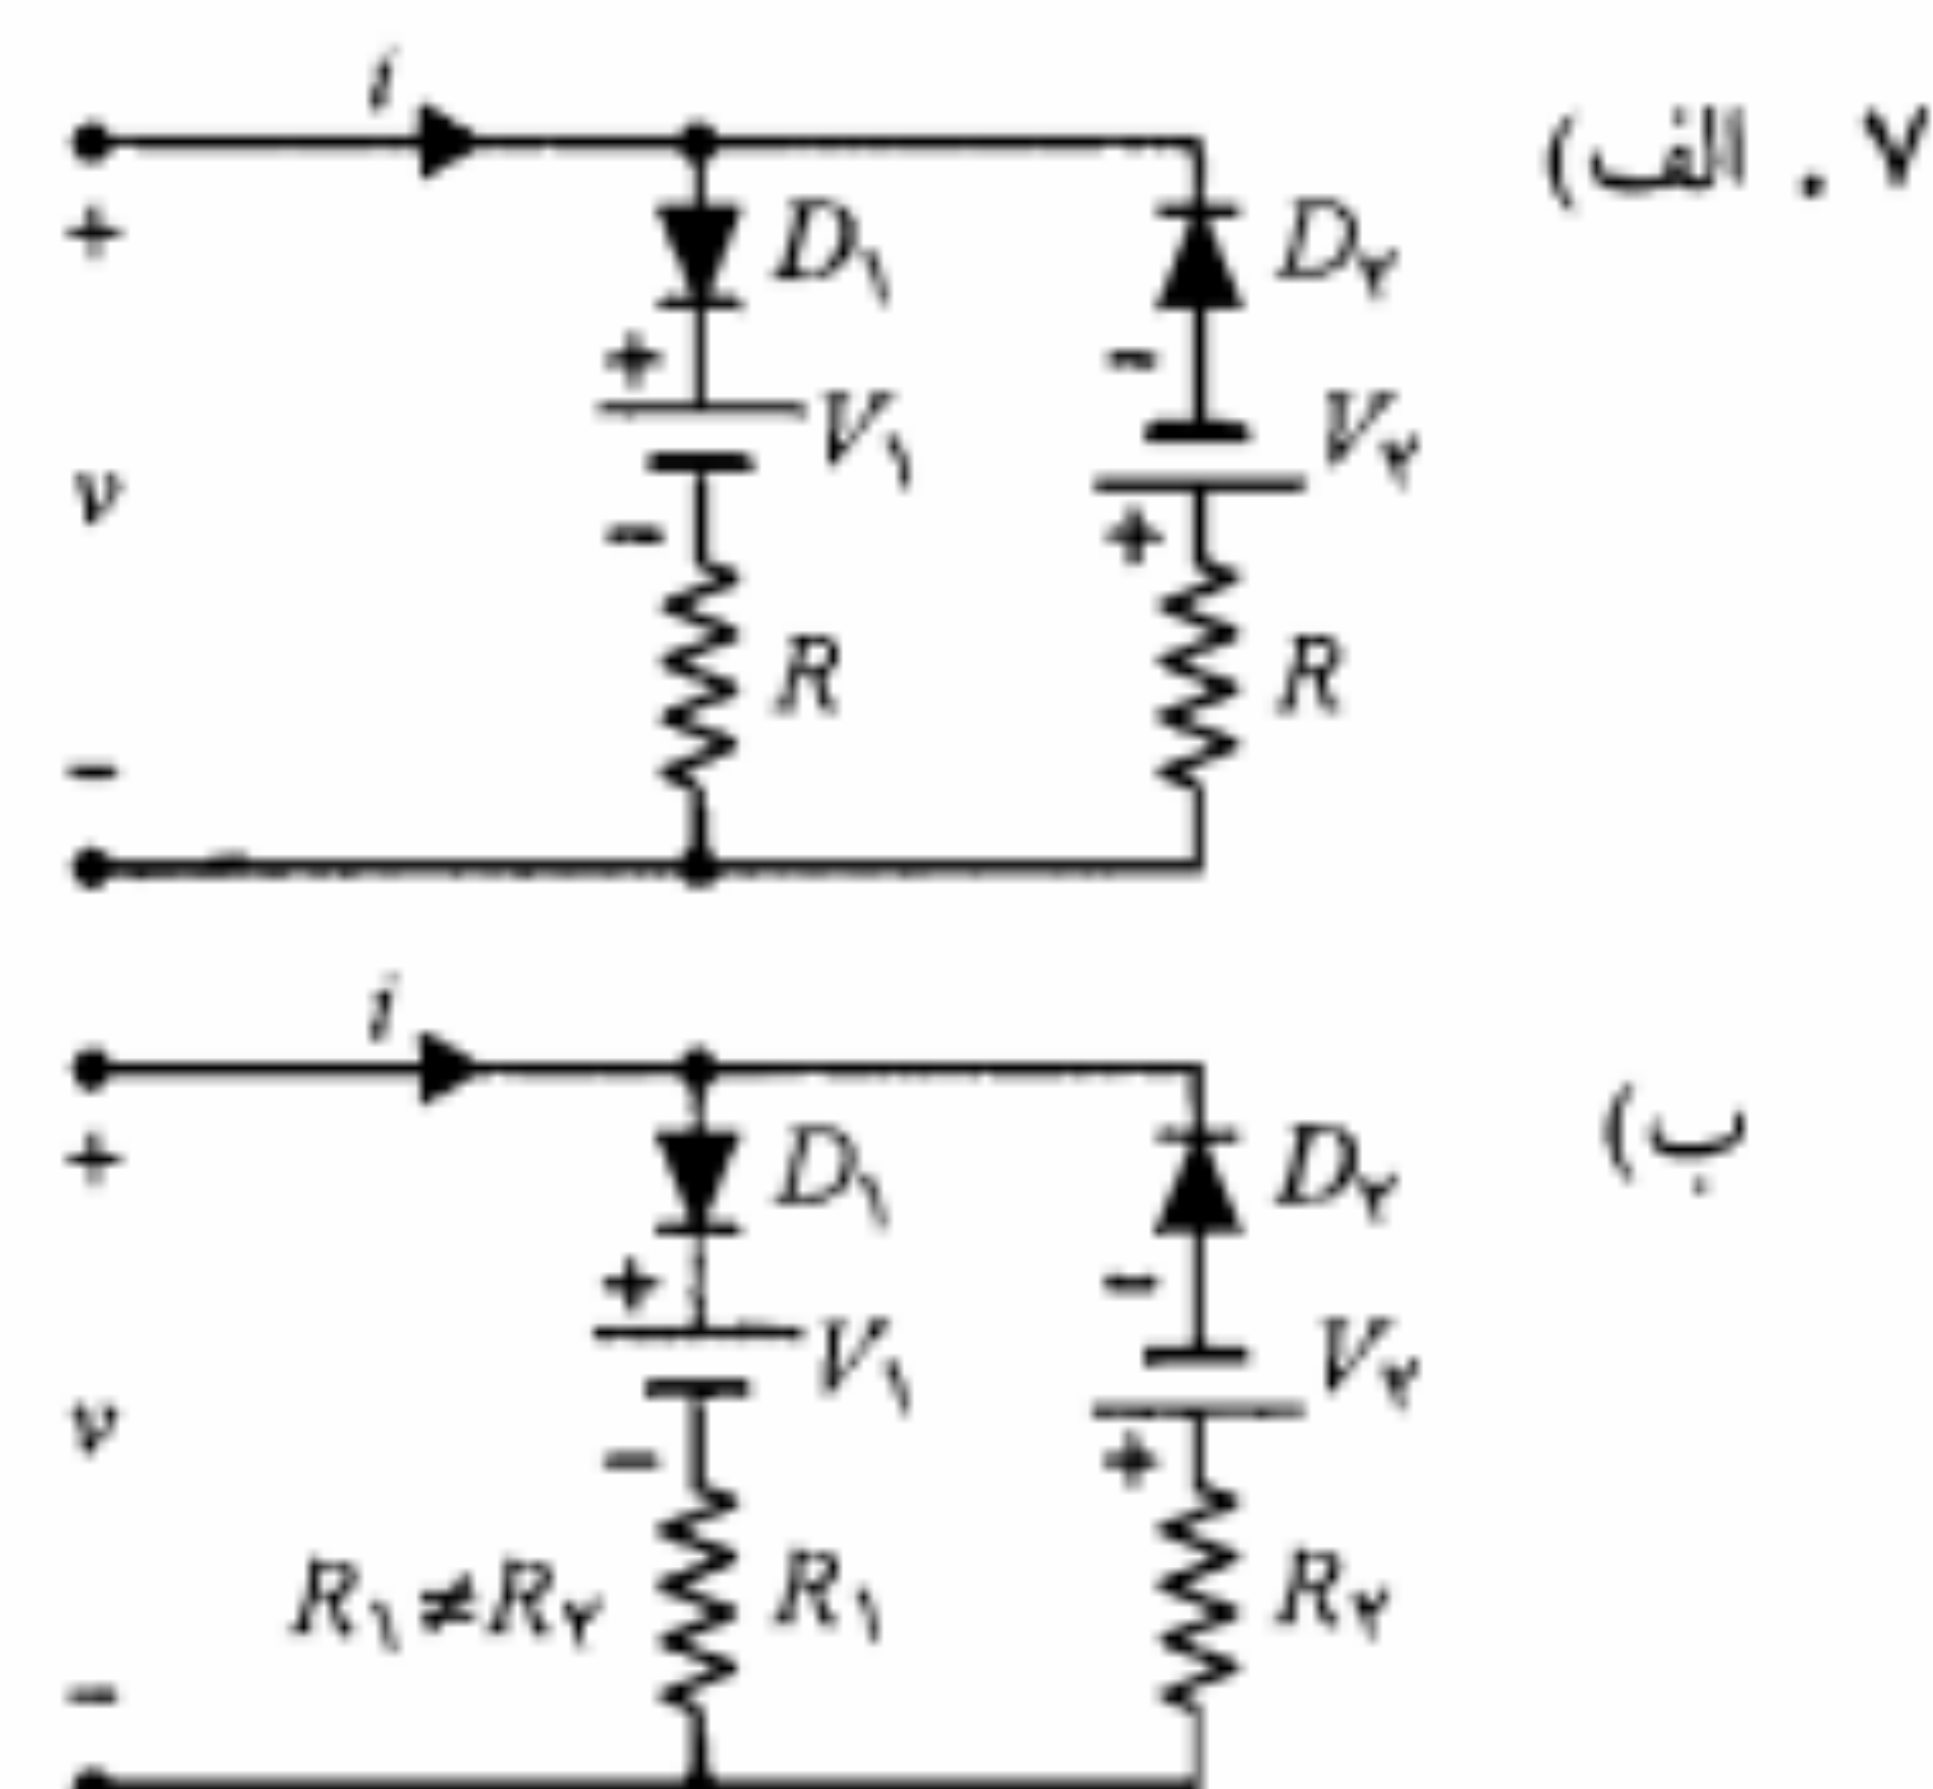 ۷ . الف)
i
+
D۱
D۲
+
-
V۱
V۲
v
-
+
R
R
-
ب)
i
+
D۱
D۲
+
-
V۱
V۲
v
-
+
R۱ ≠ R۲
R۱
R۲
-